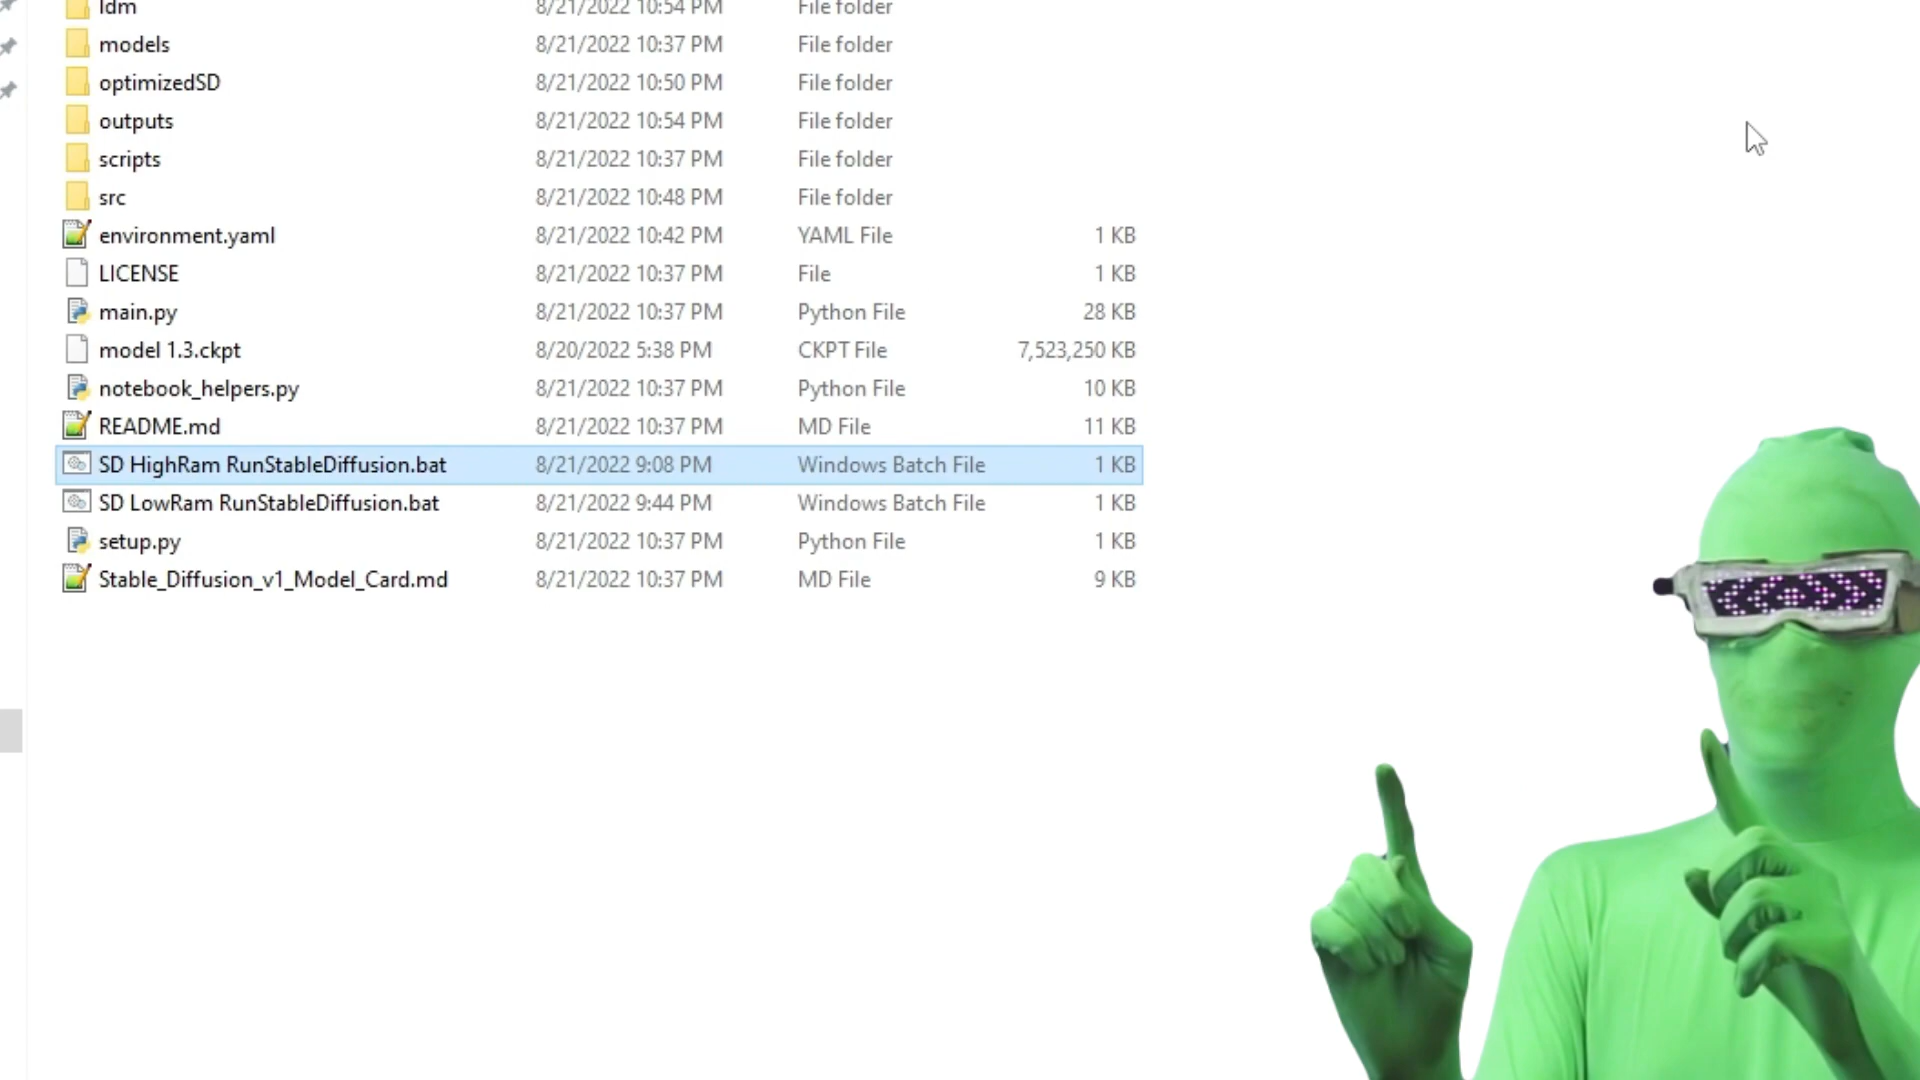 ldm 8/21/2022 10:54 PM File folder
models 8/21/2022 10:37 PM File folder
optimizedSD 8/21/2022 10:50 PM File folder
outputs 8/21/2022 10:54 PM File folder
scripts 8/21/2022 10:37 PM File folder
src 8/21/2022 10:48 PM File folder
environment.yaml 8/21/2022 10:42 PM YAML File 1 KB
LICENSE 8/21/2022 10:37 PM File 1 KB
main.py 8/21/2022 10:37 PM Python File 28 KB
model 1.3.ckpt 8/20/2022 5:38 PM CKPT File 7,523,250 KB
notebook_helpers.py 8/21/2022 10:37 PM Python File 10 KB
README.md 8/21/2022 10:37 PM MD File 11 KB
SD HighRam RunStableDiffusion.bat 8/21/2022 9:08 PM Windows Batch File 1 KB
SD LowRam RunStableDiffusion.bat 8/21/2022 9:44 PM Windows Batch File 1 KB
setup.py 8/21/2022 10:37 PM Python File 1 KB
Stable_Diffusion_v1_Model_Card.md 8/21/2022 10:37 PM MD File 9 KB